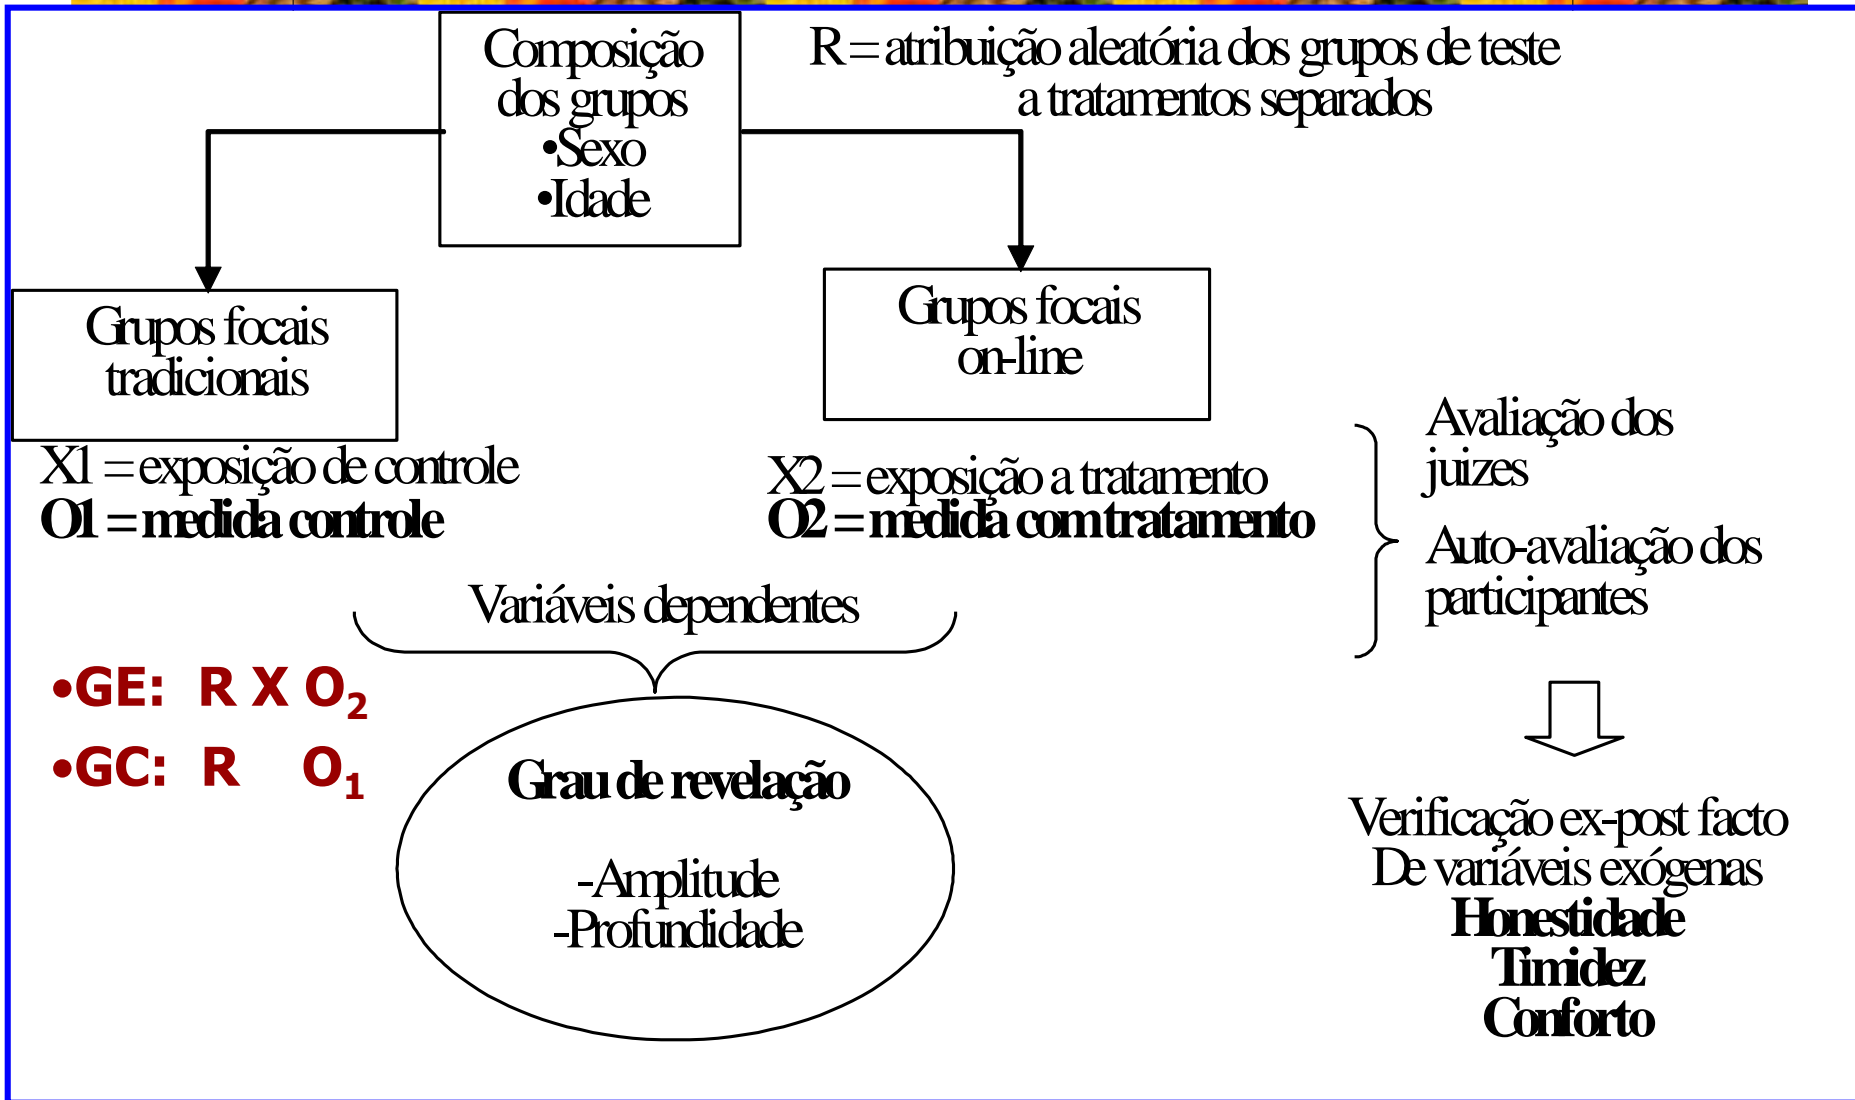 Composição
dos grupos
•Sexo
•Idade
R = atribuição aleatória dos grupos de teste
a tratamentos separados
Grupos focais
tradicionais
Grupos focais
on-line
X1 = exposição de controle
O1 = medida controle
X2 = exposição a tratamento
O2 = medida com tratamento
Avaliação dos
juizes
Auto-avaliação dos
participantes
Variáveis dependentes
•GE: R X O₂
•GC: R O₁
Grau de revelação
-Amplitude
-Profundidade
Verificação ex-post facto
De variáveis exógenas
Honestidade
Timidez
Conforto